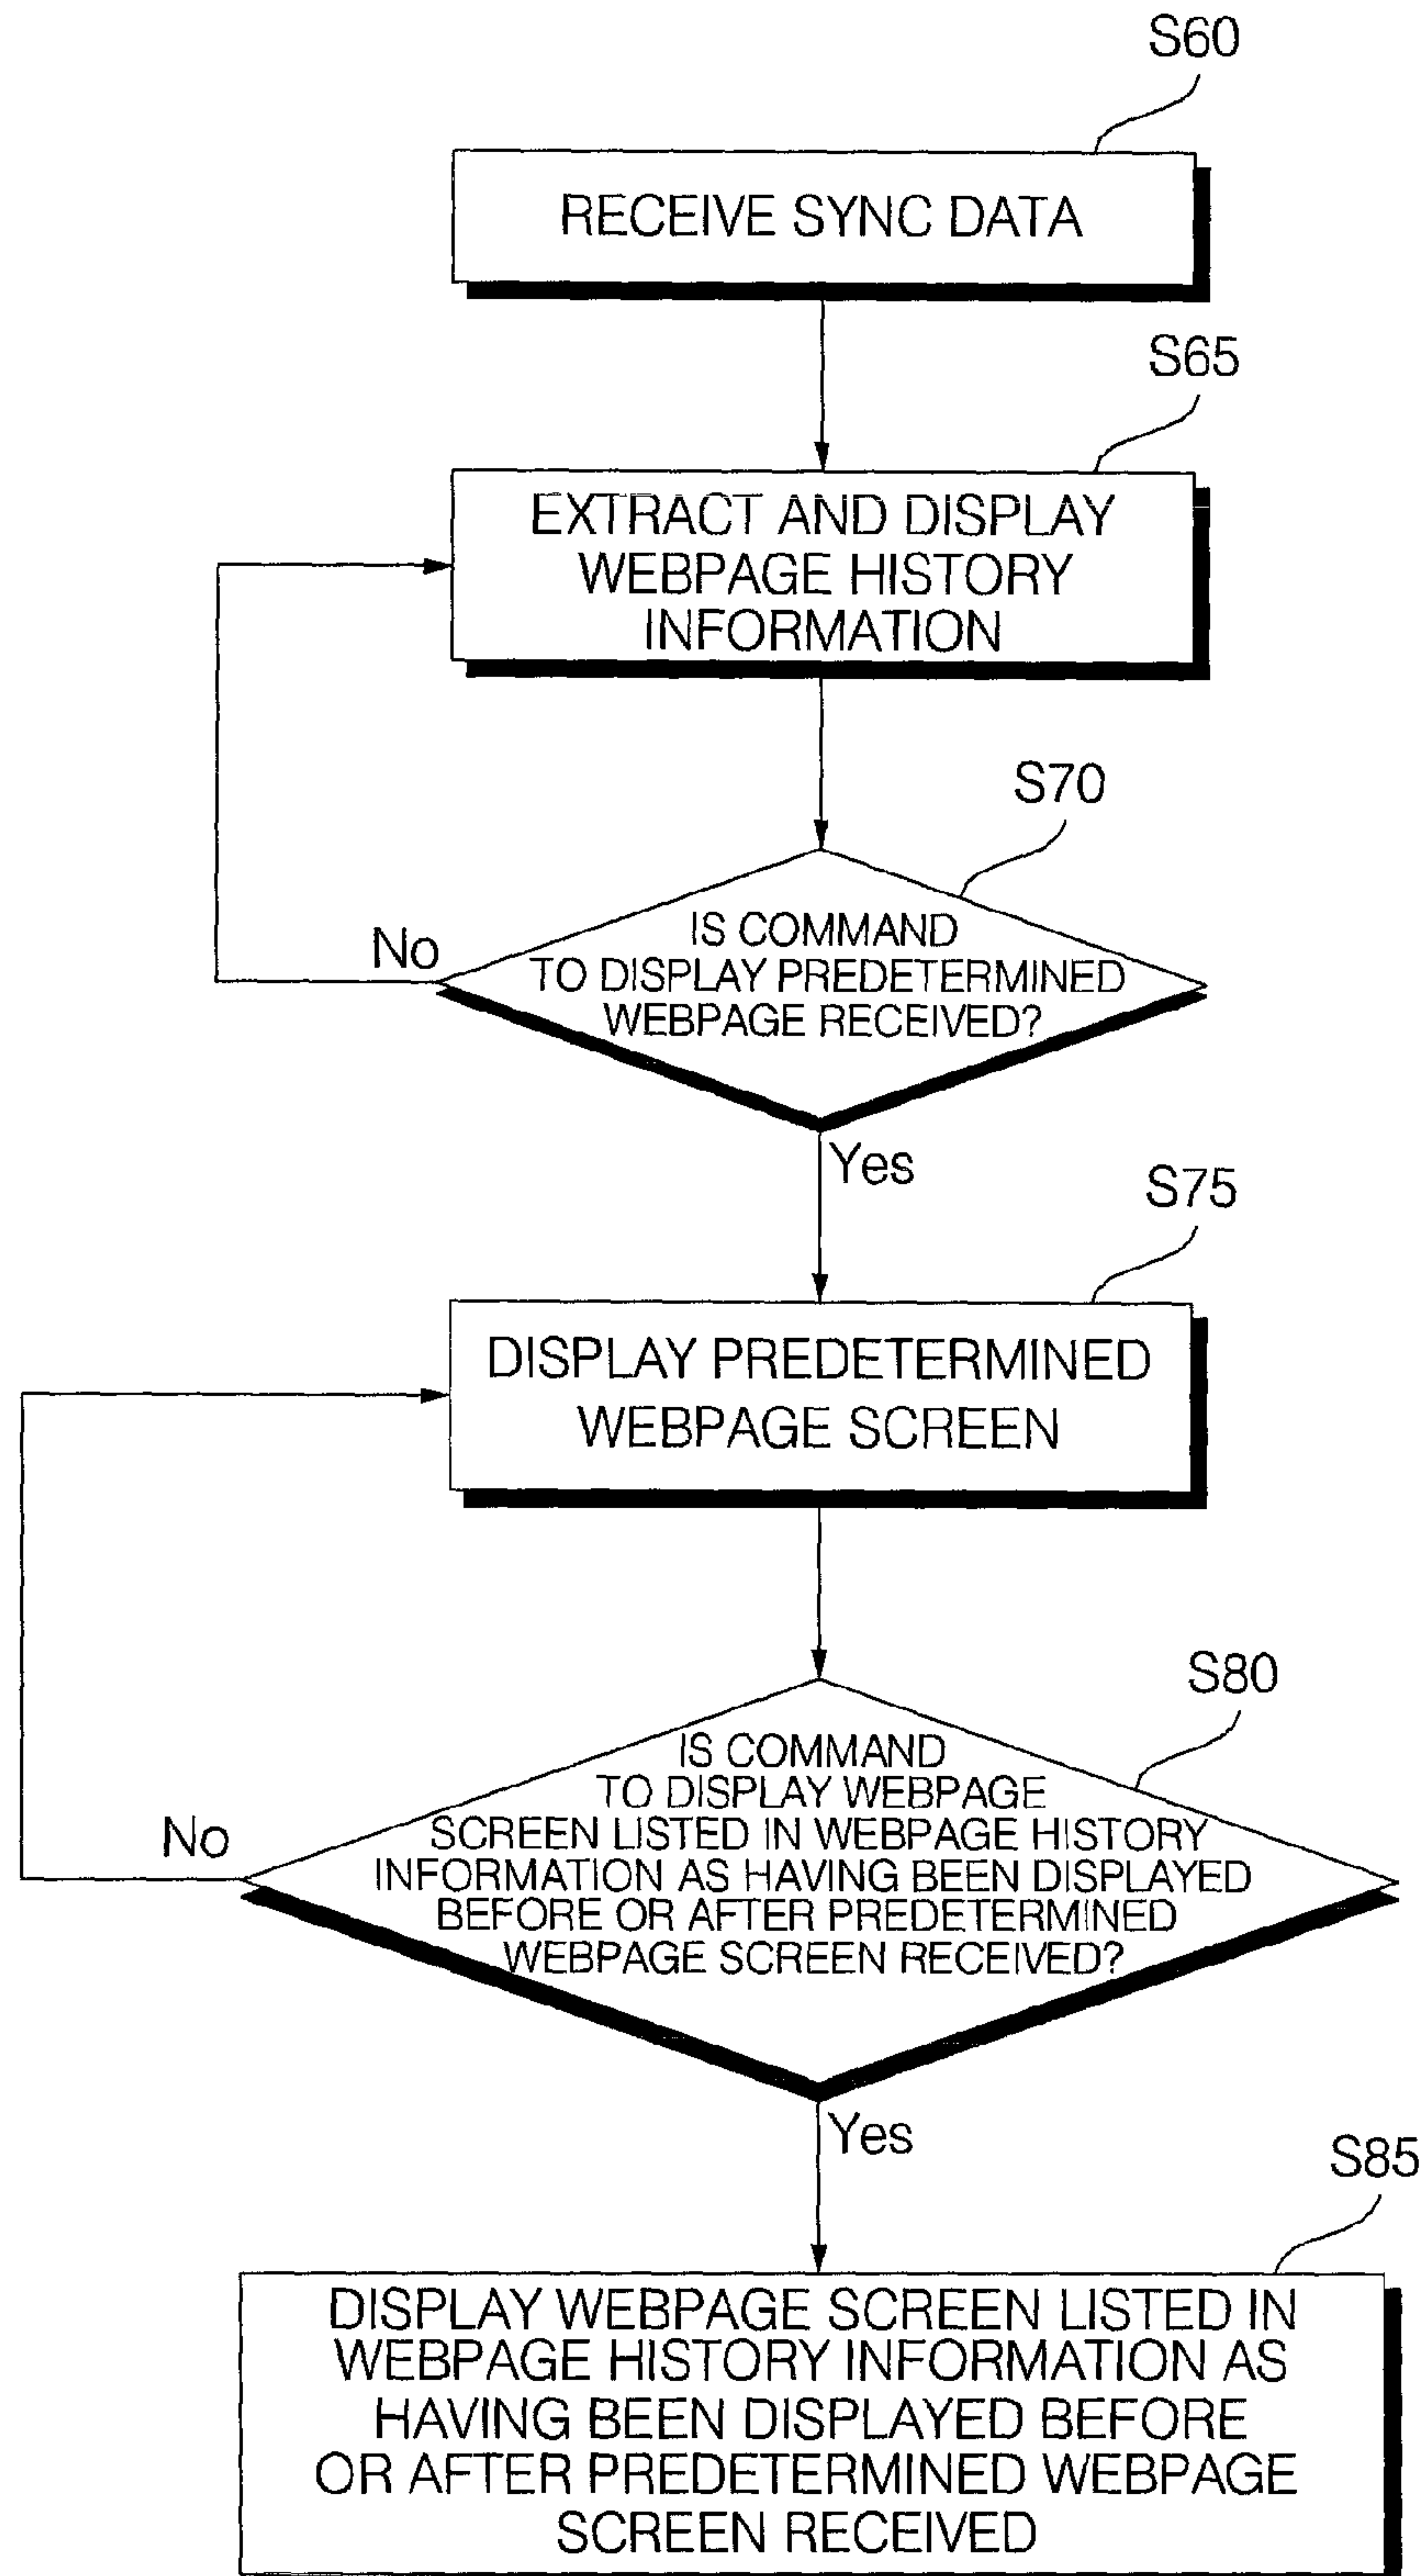 S60
RECEIVE SYNC DATA
S65
EXTRACT AND DISPLAY
WEBPAGE HISTORY
INFORMATION
S70
IS COMMAND
TO DISPLAY PREDETERMINED
WEBPAGE RECEIVED?
No
Yes
S75
DISPLAY PREDETERMINED
WEBPAGE SCREEN
S80
IS COMMAND
TO DISPLAY WEBPAGE
SCREEN LISTED IN WEBPAGE HISTORY
INFORMATION AS HAVING BEEN DISPLAYED
BEFORE OR AFTER PREDETERMINED
WEBPAGE SCREEN RECEIVED?
No
Yes
S85
DISPLAY WEBPAGE SCREEN LISTED IN
WEBPAGE HISTORY INFORMATION AS
HAVING BEEN DISPLAYED BEFORE
OR AFTER PREDETERMINED WEBPAGE
SCREEN RECEIVED